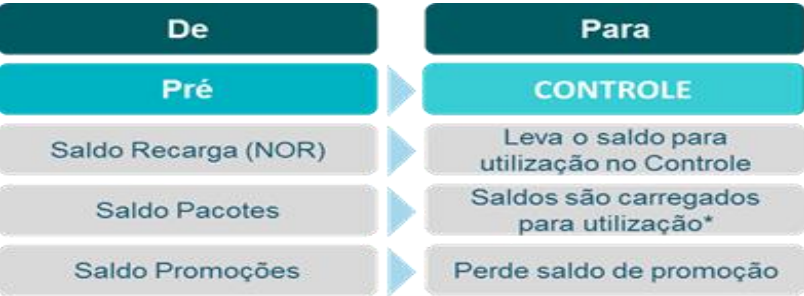 De
Para
Pré
CONTROLE
Saldo Recarga (NOR)
Leva o saldo para
utilização no Controle
Saldo Pacotes
Saldos são carregados
para utilização*
Saldo Promoções
Perde saldo de promoção